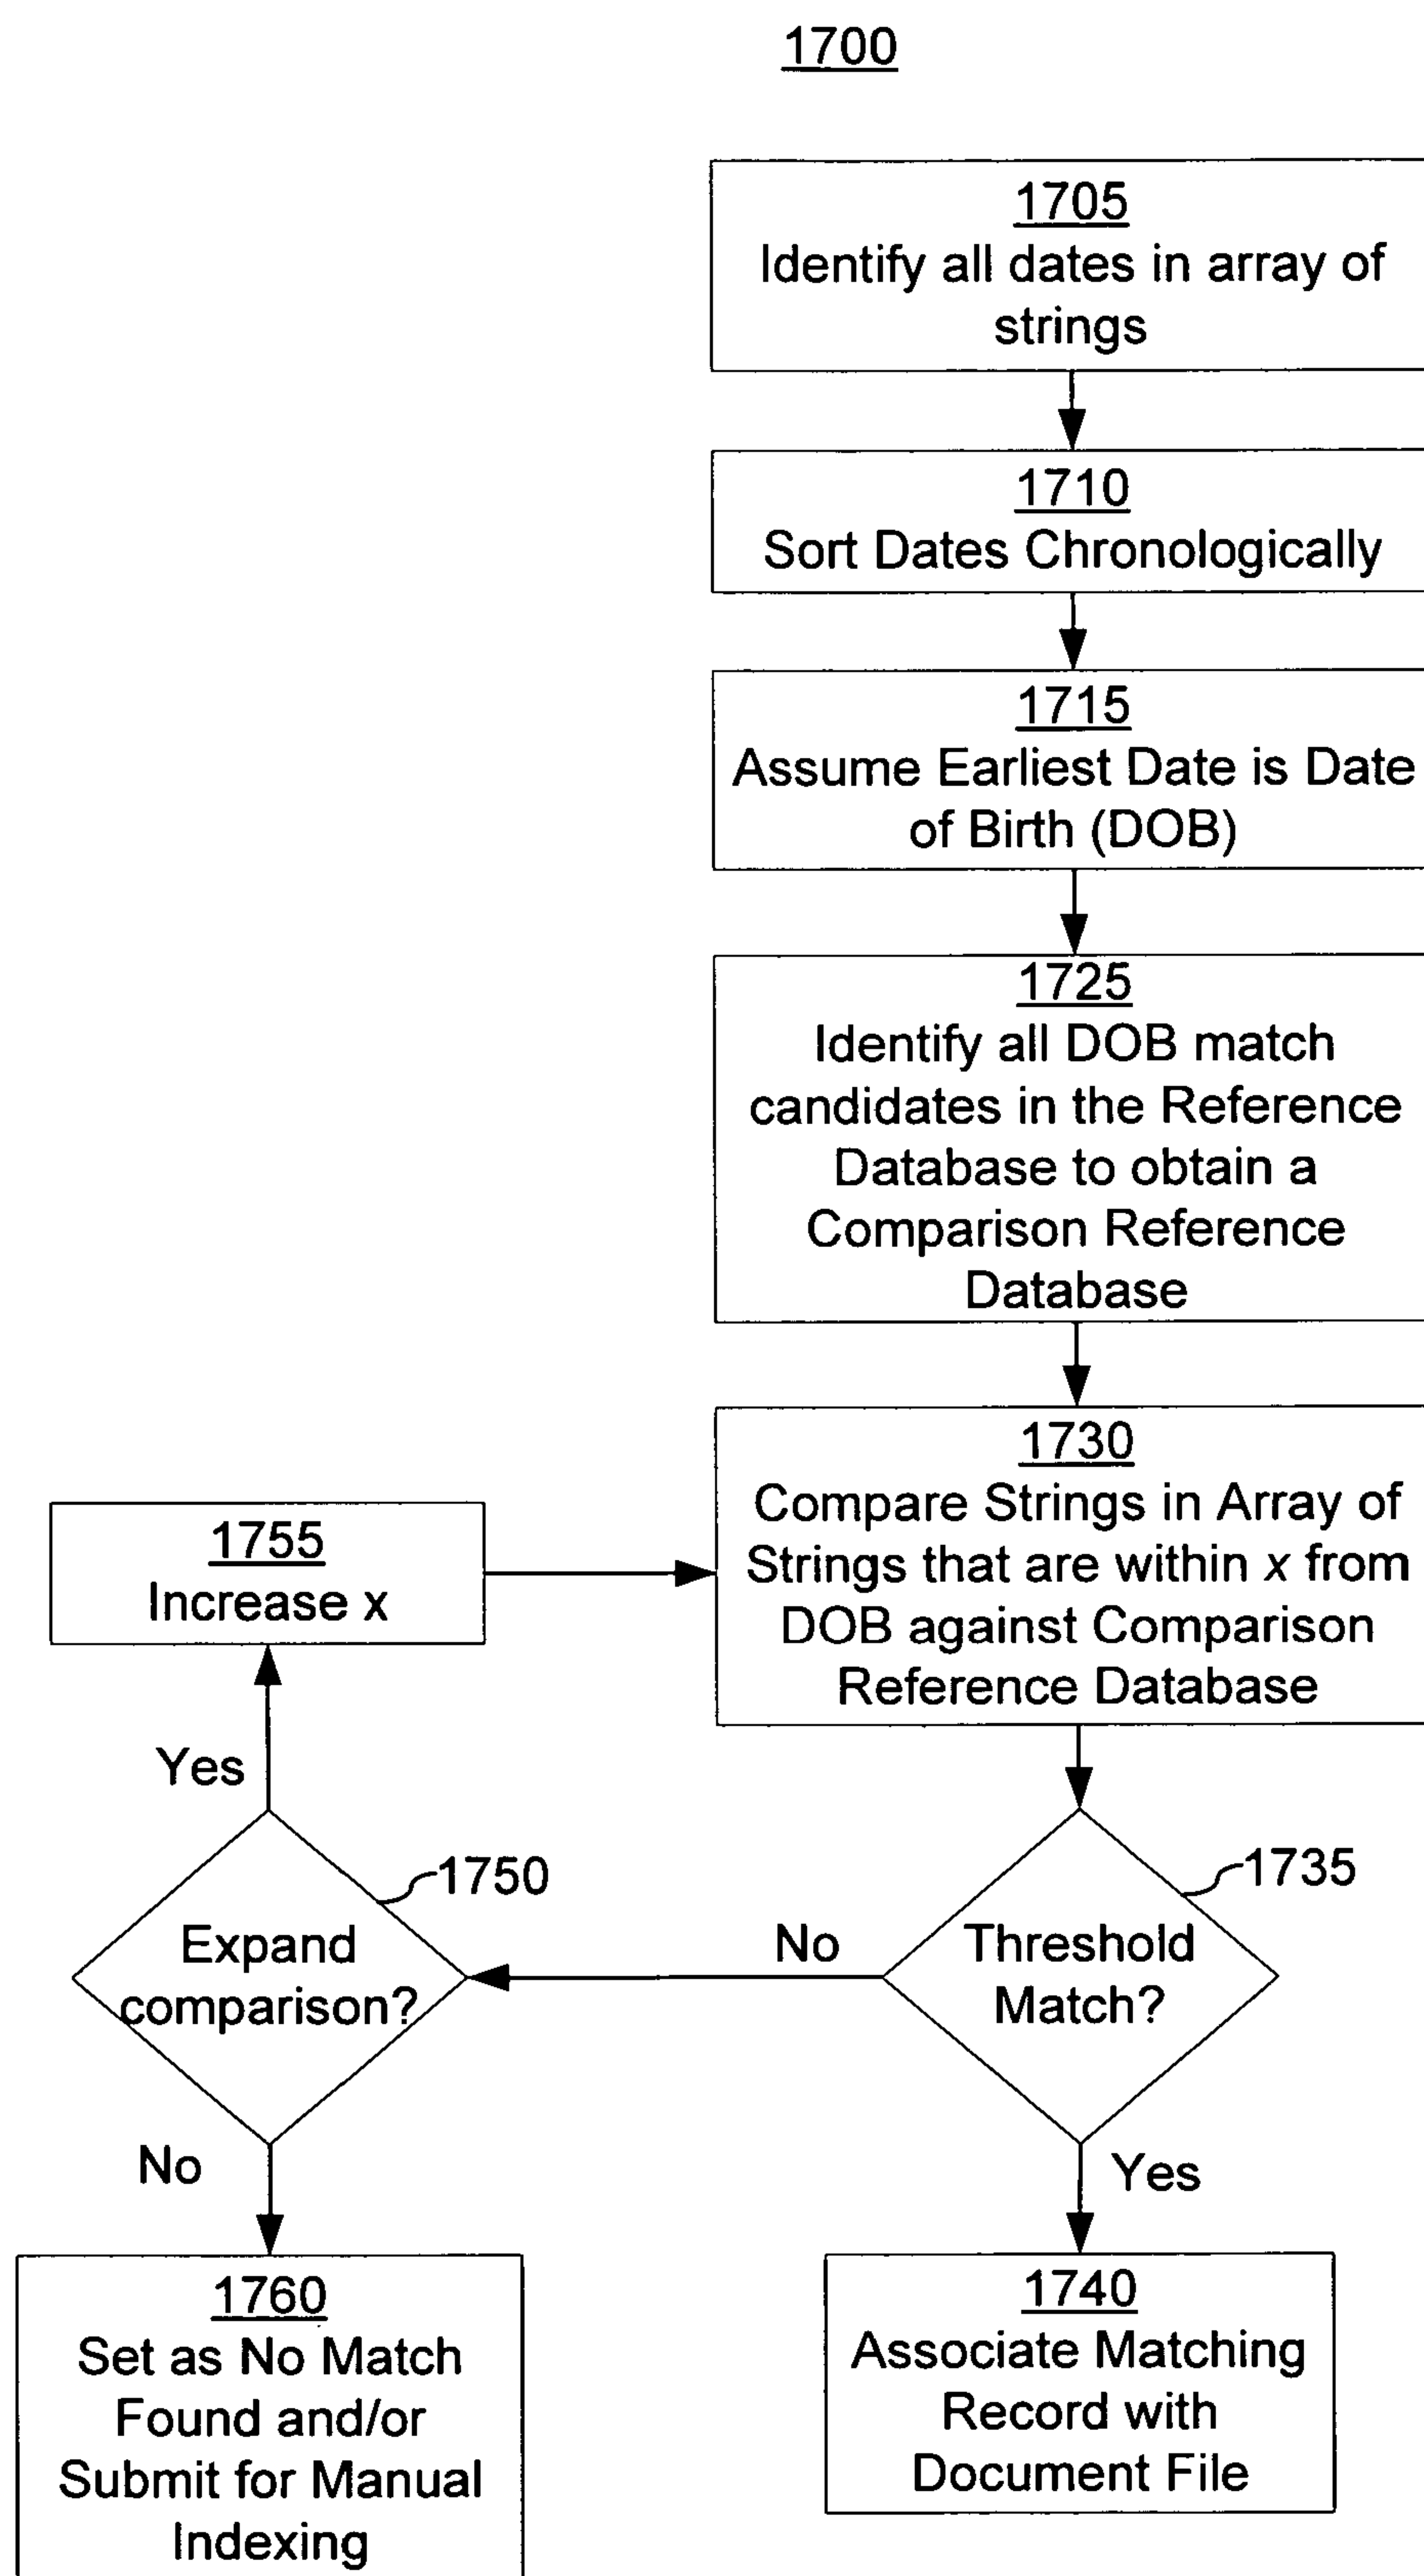 1700
1705
Identify all dates in array of
strings
1710
Sort Dates Chronologically
1715
Assume Earliest Date is Date
of Birth (DOB)
1725
Identify all DOB match
candidates in the Reference
Database to obtain a
Comparison Reference
Database
1730
Compare Strings in Array of
Strings that are within x from
DOB against Comparison
Reference Database
1755
Increase x
Yes
1750
Expand
comparison?
No
1735
Threshold
Match?
No
Yes
1760
Set as No Match
Found and/or
Submit for Manual
Indexing
1740
Associate Matching
Record with
Document File